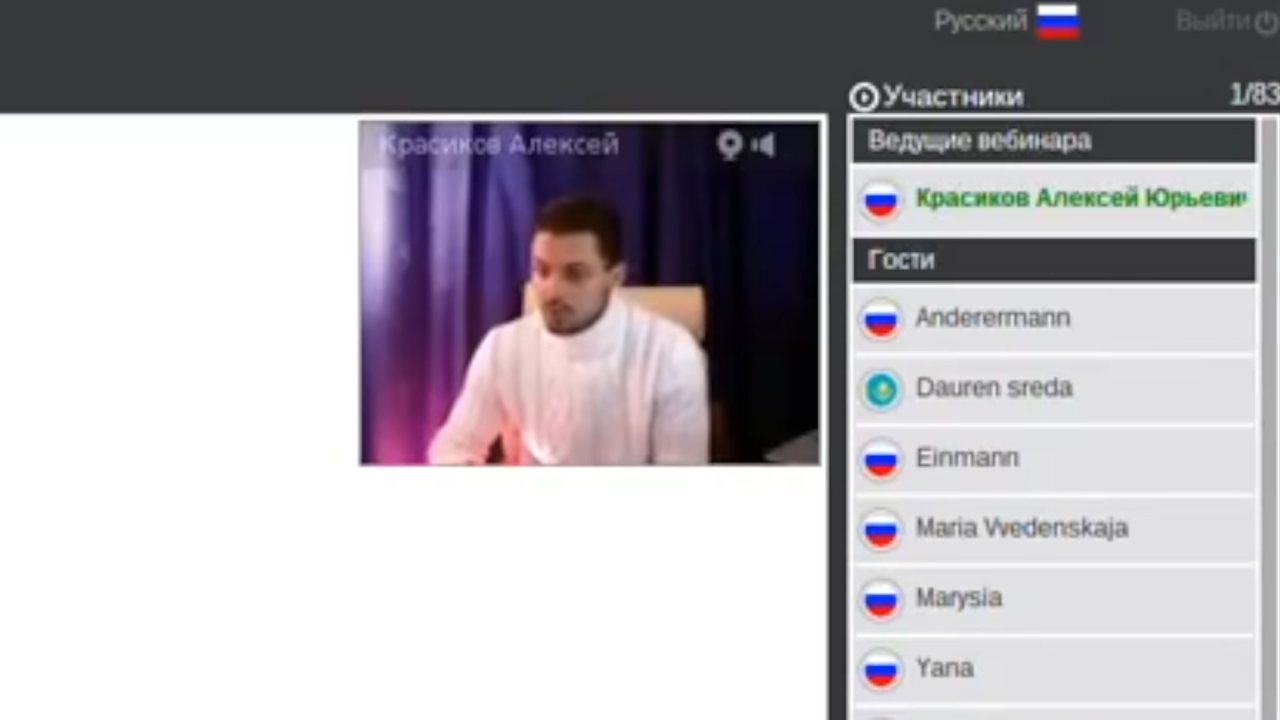 Русский
Выйти
Участники 1/83
Красиков Алексей
Ведущие вебинара
Красиков Алексей Юрьеви
Гости
Anderermann
Dauren sreda
Einmann
Maria Vvedenskaja
Marysia
Yana